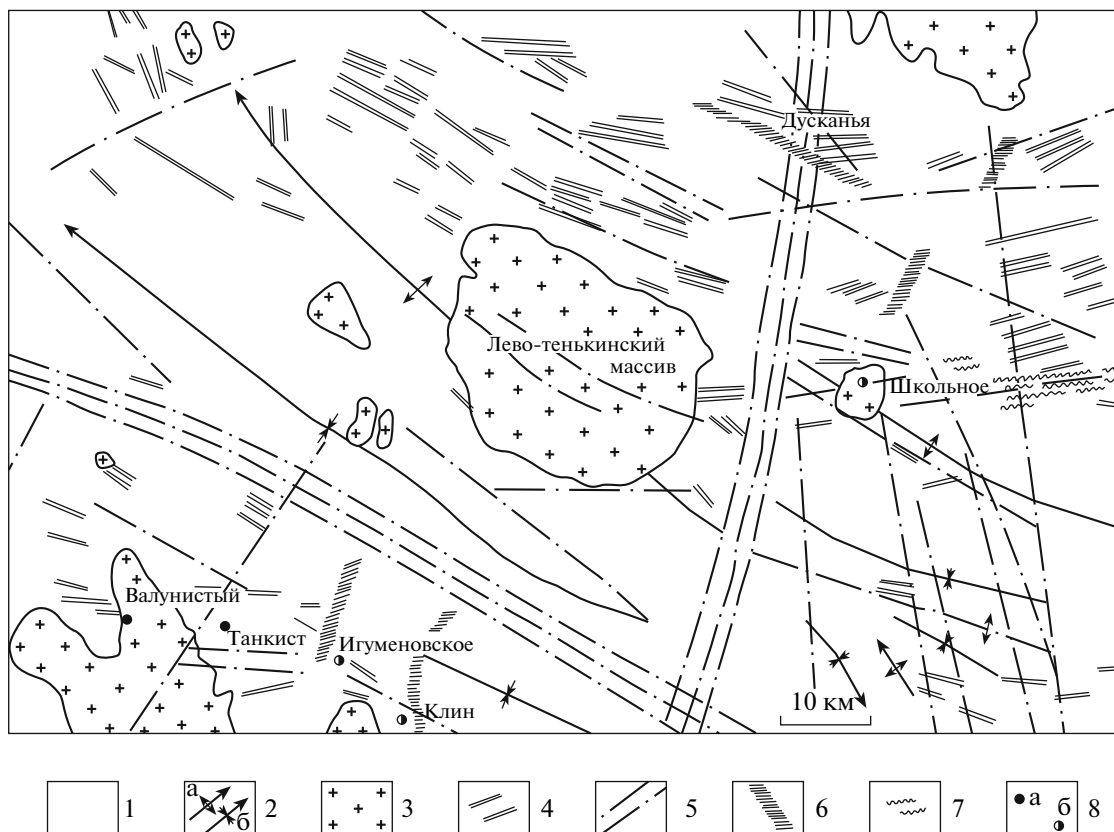 Дусканья
Лево-тенькинский
массив
Школьное
Валунистый
Танкист
Игуменовское
Клин
10 км
1
а
б
2
3
4
5
6
7
а
б
8